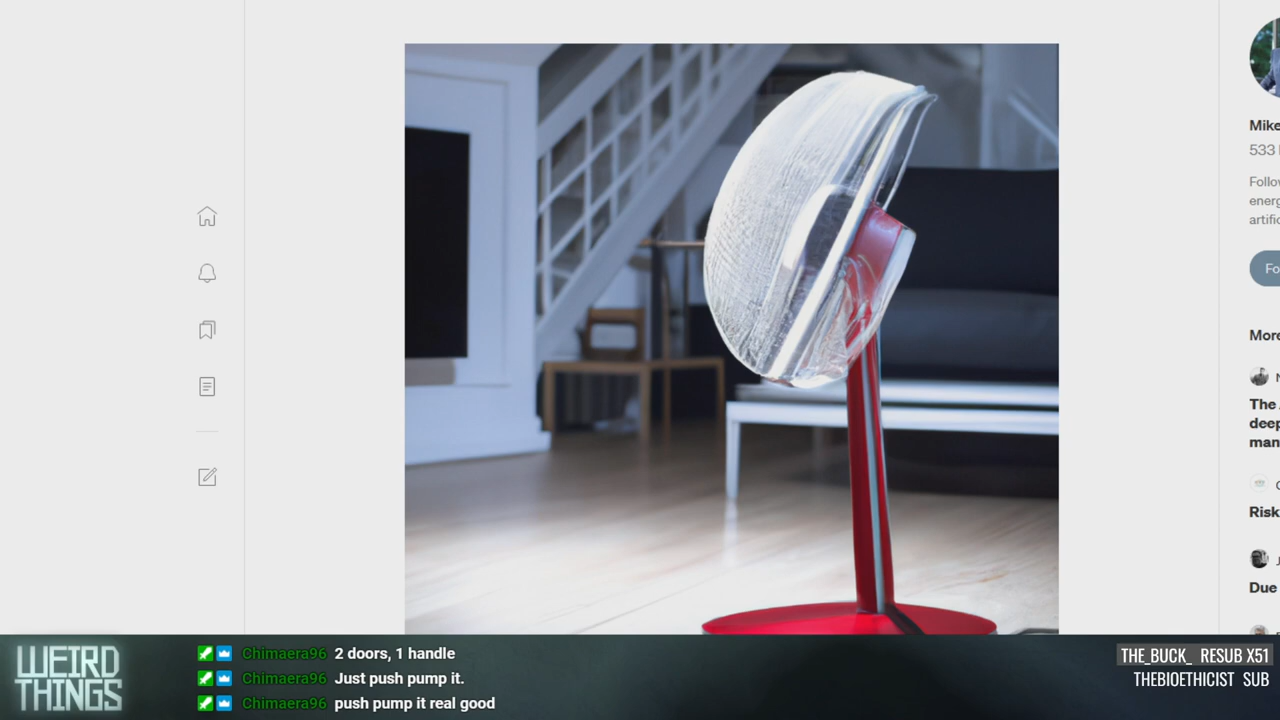 Mike
533
Follow
energ
artific
Fo
More
N
The
deep
man
Risk
J
Due
WEIRD
THINGS
Chimaera96 2 doors, 1 handle
Chimaera96 Just push pump it.
Chimaera96 push pump it real good
THE_BUCK_ RESUB X51
THEBIOETHICIST SUB